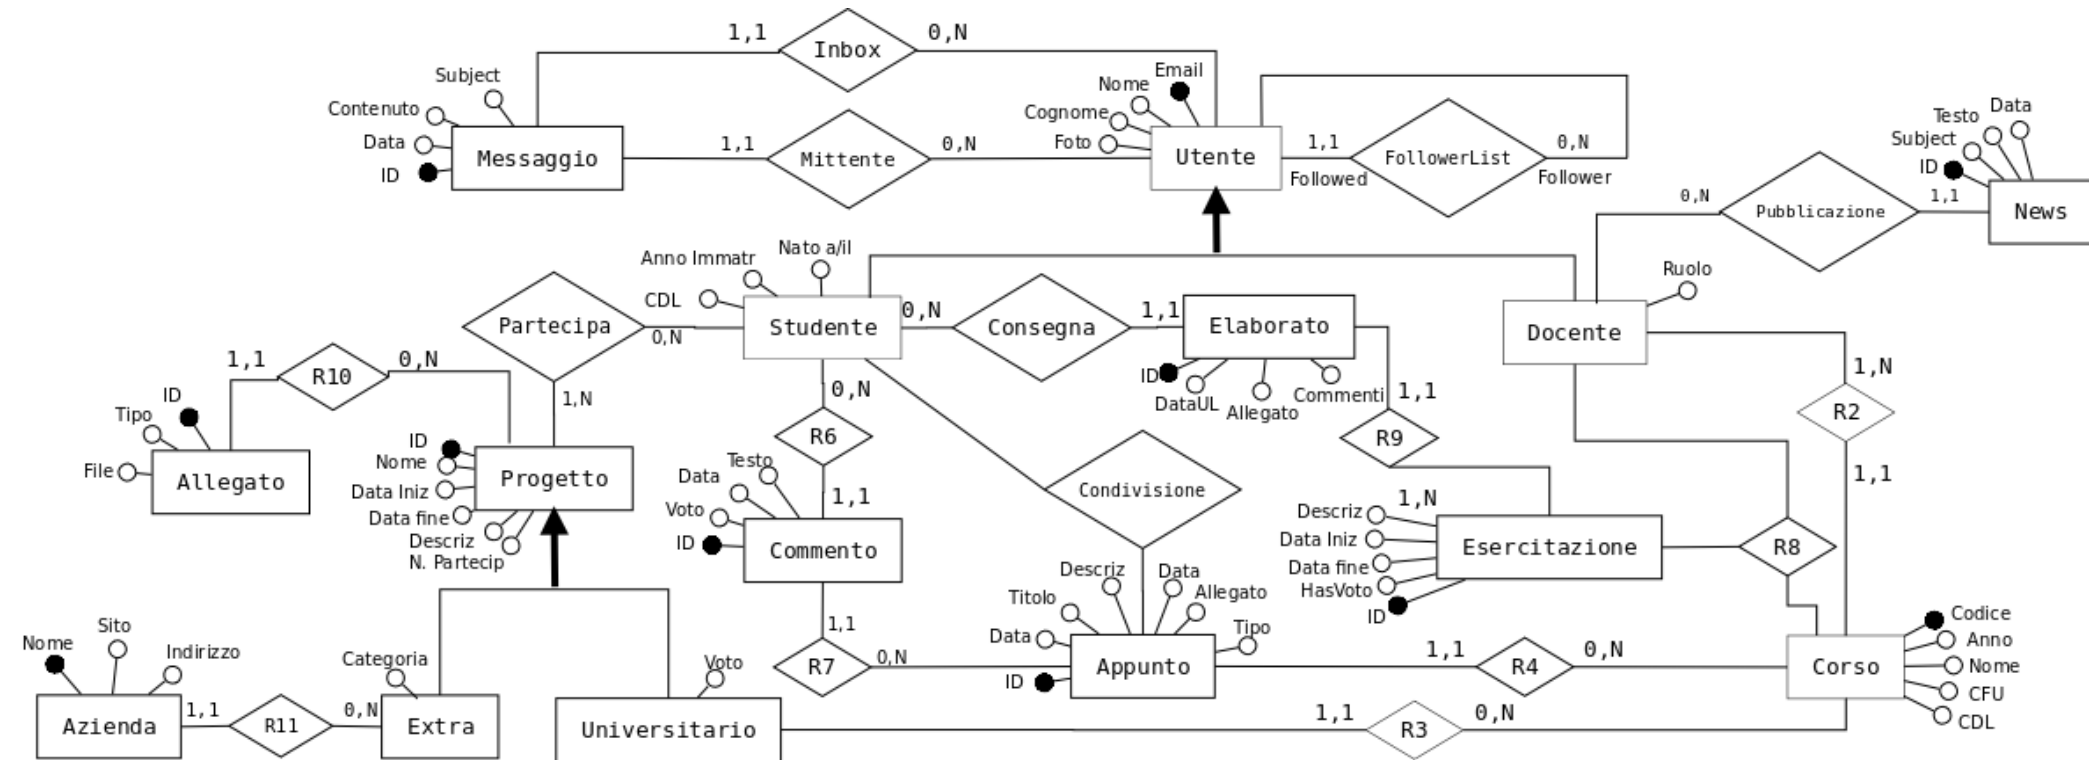 1,1
Inbox
0,N
Subject
Contenuto
Data
ID
Messaggio
1,1
Mittente
0,N
Email
Nome
Cognome
Foto
Utente
1,1
Followed
FollowerList
0,N
Follower
Data
Testo
Subject
ID
News
0,N
Pubblicazione
1,1
Ruolo
Docente
Nato a/il
Anno Immatr
CDL
Studente
Partecipa
0,N
1,N
0,N
Consegna
1,1
Elaborato
ID
DataUL
Allegato
Commenti
1,1
R9
1,N
1,N
R2
1,1
1,1
R10
0,N
ID
Tipo
File
Allegato
ID
Nome
Data Iniz
Data fine
Descriz
N. Partecip
Progetto
0,N
R6
1,1
Testo
Data
Voto
ID
Commento
1,1
R7
0,N
Condivisione
Descriz
Data Iniz
Data fine
HasVoto
ID
Esercitazione
R8
Descriz
Data
Titolo
Allegato
Data
Tipo
ID
Appunto
1,1
R4
0,N
Codice
Anno
Nome
CFU
CDL
Corso
Nome
Sito
Indirizzo
Azienda
1,1
R11
0,N
Categoria
Extra
Voto
Universitario
1,1
R3
0,N